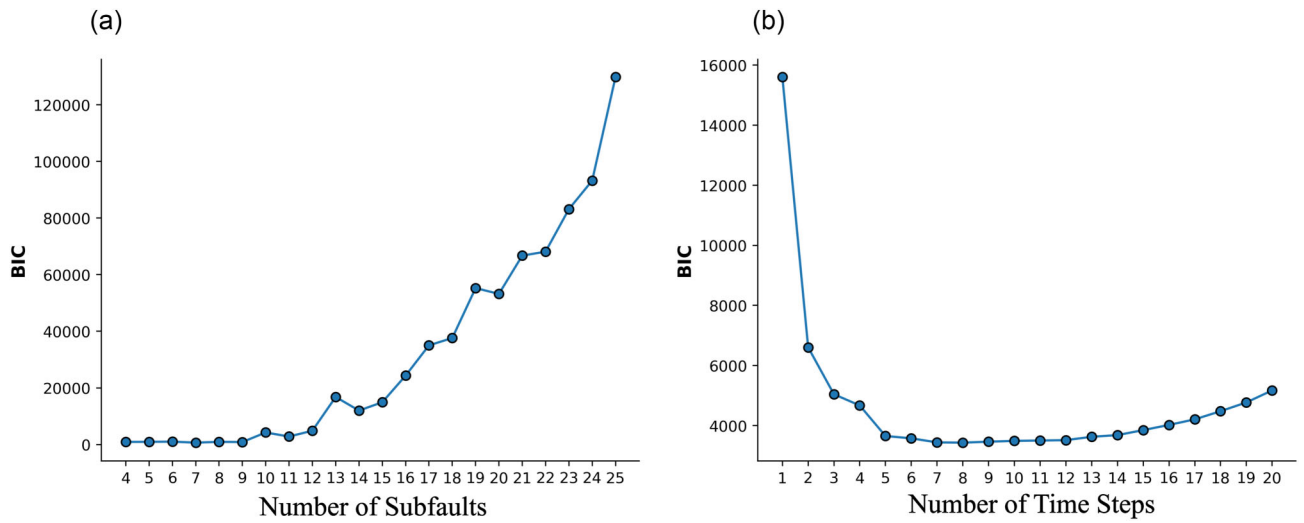 (a)
BIC
120000
100000
80000
60000
40000
20000
0
4 5 6 7 8 9 10 11 12 13 14 15 16 17 18 19 20 21 22 23 24 25
Number of Subfaults
(b)
BIC
16000
14000
12000
10000
8000
6000
4000
1 2 3 4 5 6 7 8 9 10 11 12 13 14 15 16 17 18 19 20
Number of Time Steps